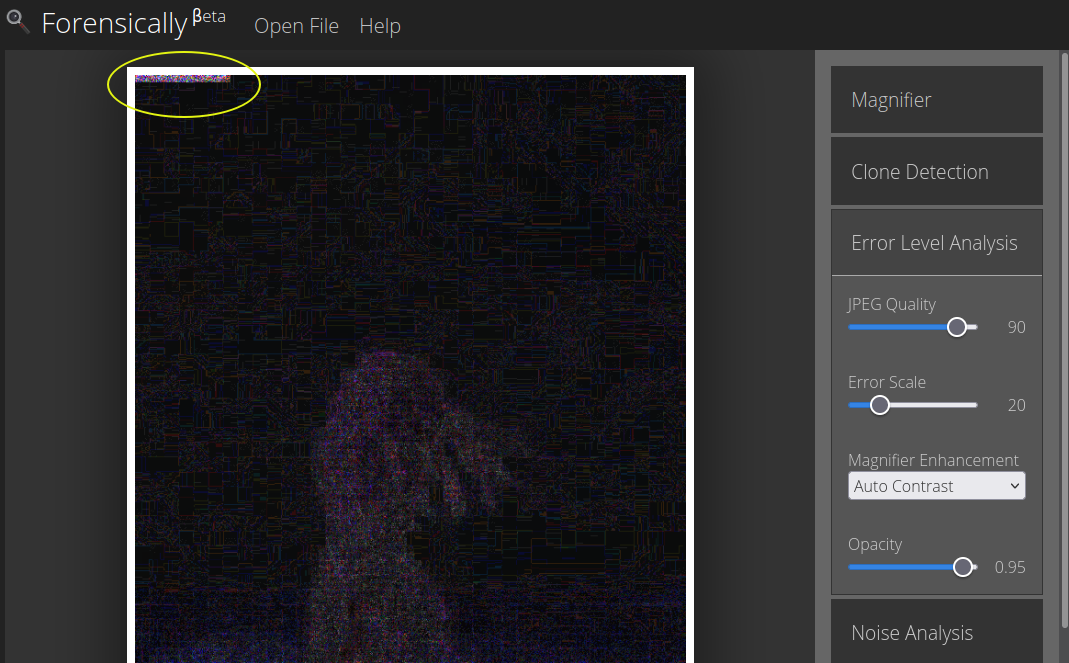 Forensically βeta Open File Help
Magnifier
Clone Detection
Error Level Analysis
JPEG Quality
90
Error Scale
20
Magnifier Enhancement
Auto Contrast
Opacity
0.95
Noise Analysis